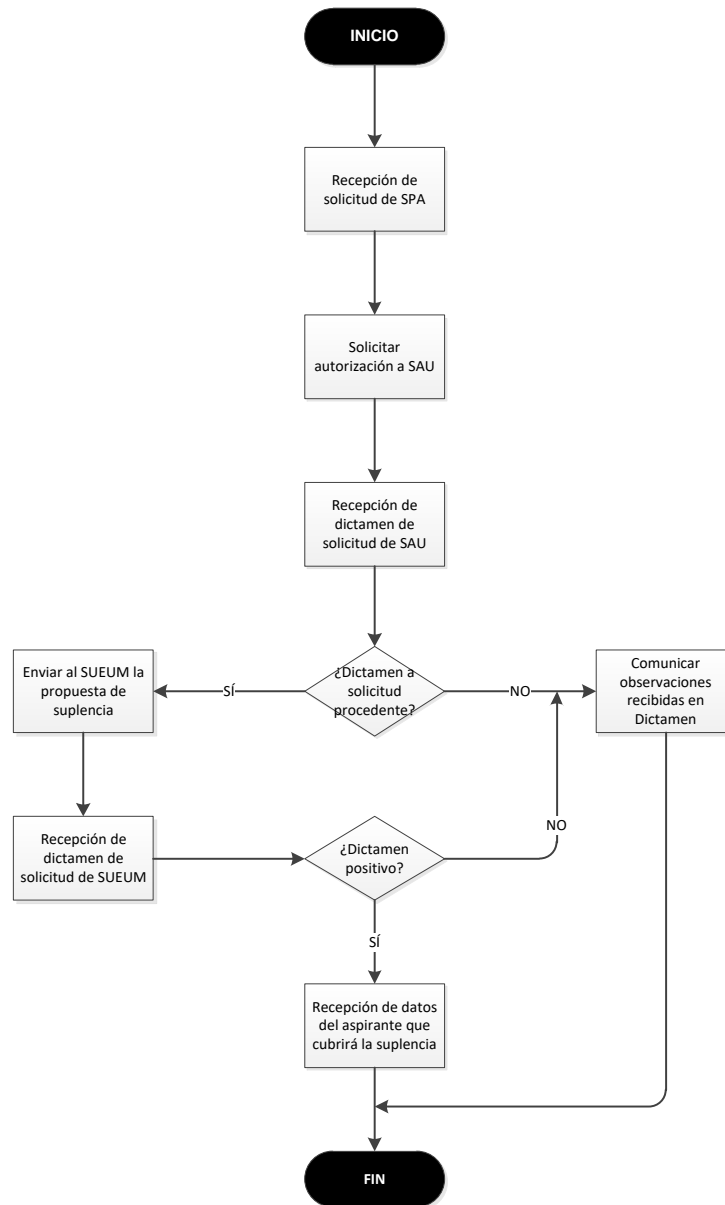 INICIO
Recepción de
solicitud de SPA
Solicitar
autorización a SAU
Recepción de
dictamen de
solicitud de SAU
¿Dictamen a
solicitud
procedente?
SÍ
NO
Enviar al SUEUM la
propuesta de
suplencia
Comunicar
observaciones
recibidas en
Dictamen
Recepción de
dictamen de
solicitud de SUEUM
¿Dictamen
positivo?
NO
SÍ
Recepción de datos
del aspirante que
cubrirá la suplencia
FIN